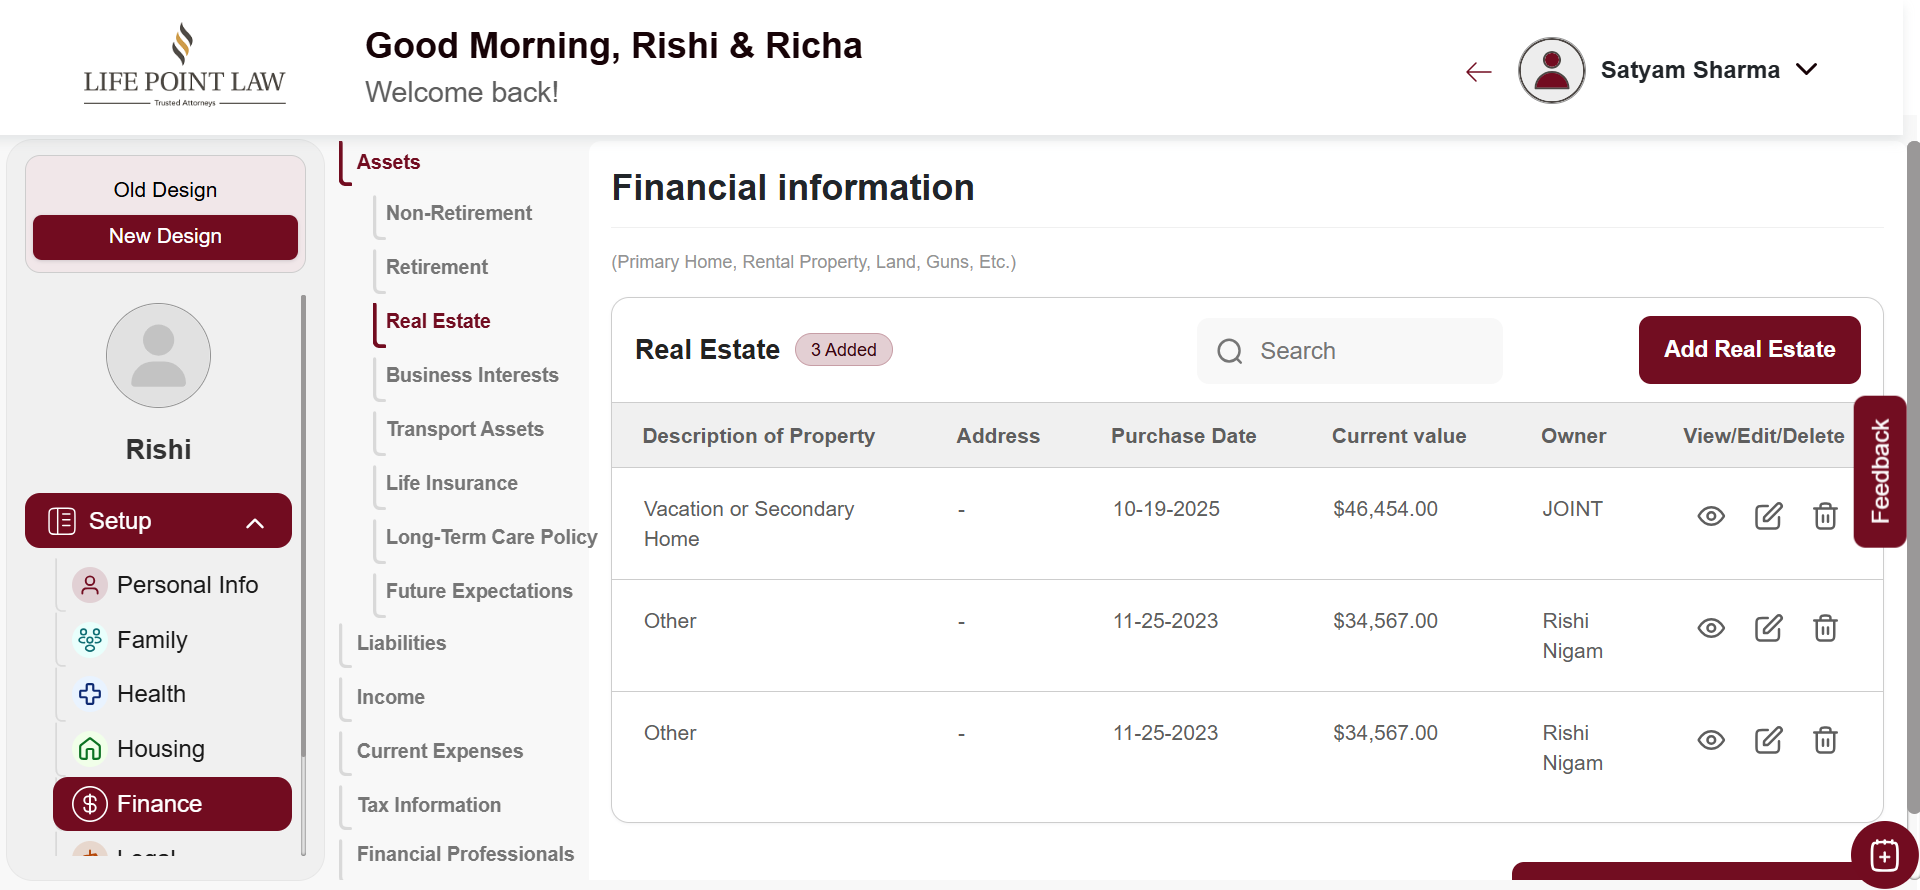 LIFE POINT LAW
Trusted Attorneys
Good Morning, Rishi & Richa
Welcome back!
Satyam Sharma
Old Design
New Design
Rishi
Setup
Personal Info
Family
Health
Housing
Finance
Legal
Assets
Non-Retirement
Retirement
Real Estate
Business Interests
Transport Assets
Life Insurance
Long-Term Care Policy
Future Expectations
Liabilities
Income
Current Expenses
Tax Information
Financial Professionals
Financial information
(Primary Home, Rental Property, Land, Guns, Etc.)
Real Estate 3 Added Search Add Real Estate
Description of Property Address Purchase Date Current value Owner View/Edit/Delete
Vacation or Secondary - 10-19-2025 $46,454.00 JOINT
Home
Other - 11-25-2023 $34,567.00 Rishi
Nigam
Other - 11-25-2023 $34,567.00 Rishi
Nigam
Feedback